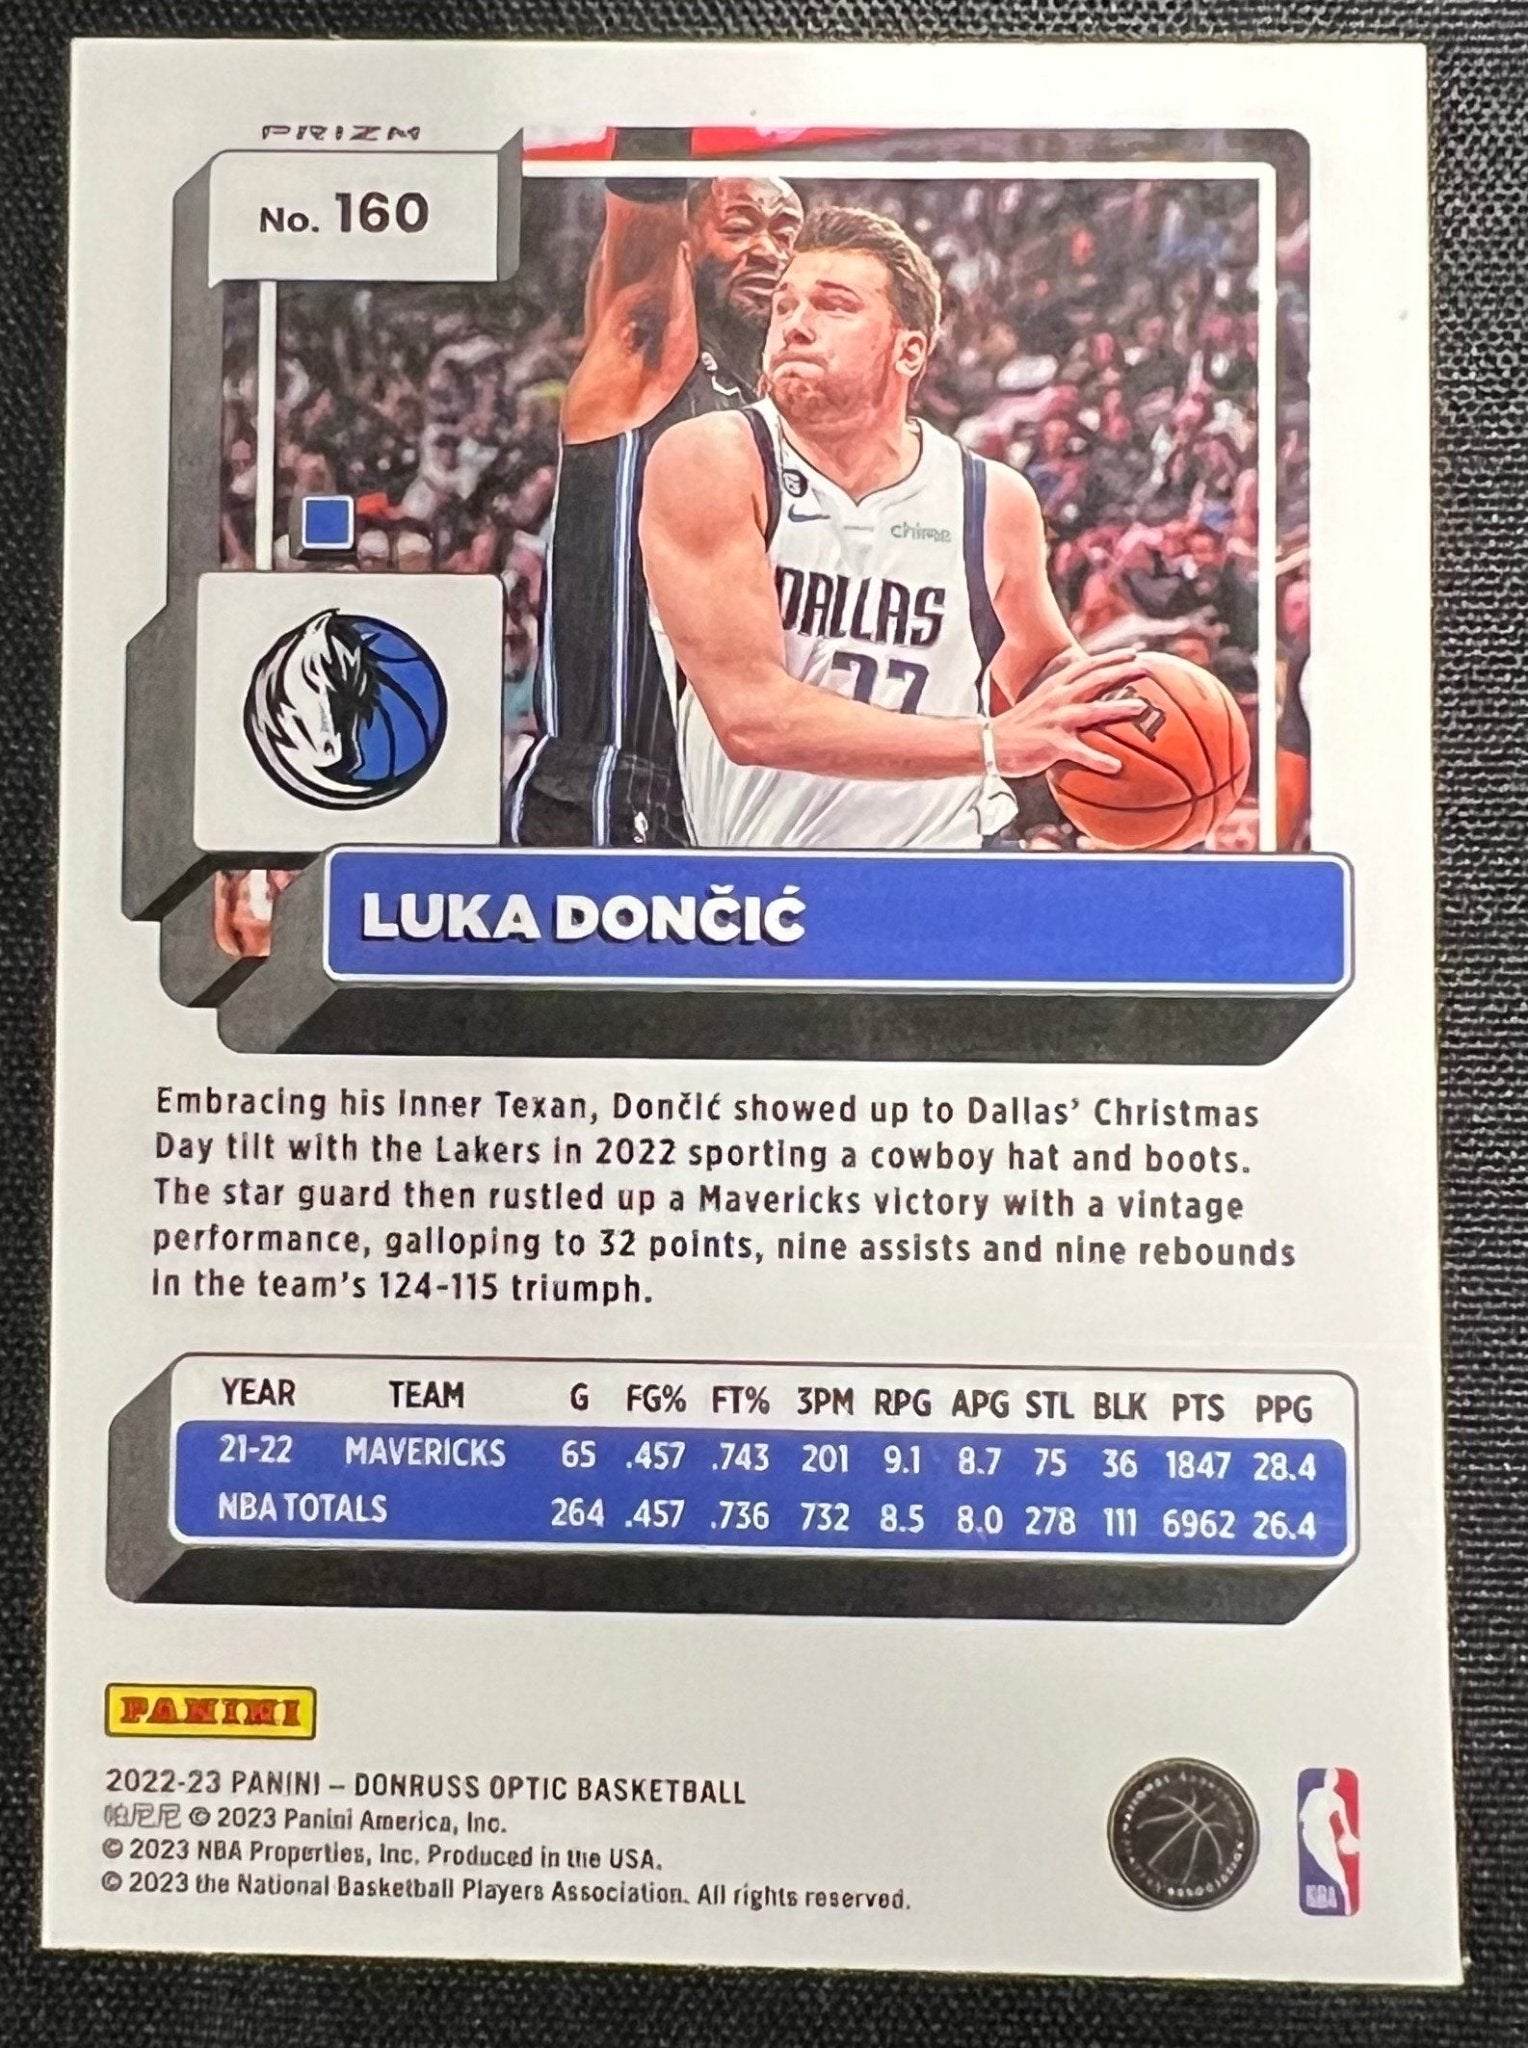 PRIZM
No. 160
chime
DALLAS
77
LUKA DONČIĆ
Embracing his inner Texan, Dončić showed up to Dallas’ Christmas
Day tilt with the Lakers in 2022 sporting a cowboy hat and boots.
The star guard then rustled up a Mavericks victory with a vintage
performance, galloping to 32 points, nine assists and nine rebounds
in the team’s 124-115 triumph.
YEAR TEAM G FG% FT% 3PM RPG APG STL BLK PTS PPG
21-22 MAVERICKS 65 .457 .743 201 9.1 8.7 75 36 1847 28.4
NBA TOTALS 264 .457 .736 732 8.5 8.0 278 111 6962 26.4
PANINI
2022-23 PANINI – DONRUSS OPTIC BASKETBALL
帕尼尼 © 2023 Panini America, Inc.
© 2023 NBA Properties, Inc. Produced in the USA.
© 2023 the National Basketball Players Association. All rights reserved.
NBA